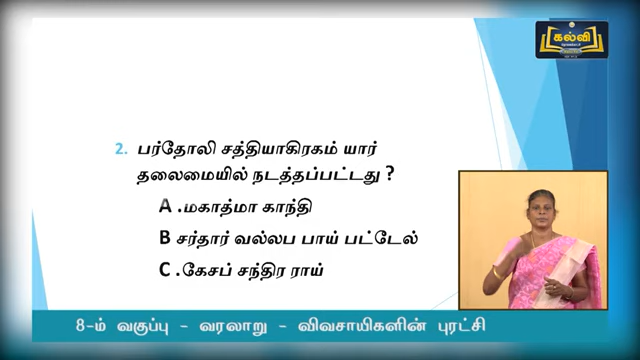 கல்வி
2. பர்தோலி சத்தியாகிரகம் யார்
தலைமையில் நடத்தப்பட்டது ?
A .மகாத்மா காந்தி
B சர்தார் வல்லப பாய் பட்டேல்
C .கேசப் சந்திர ராய்
8-ம் வகுப்பு - வரலாறு - விவசாயிகளின் புரட்சி